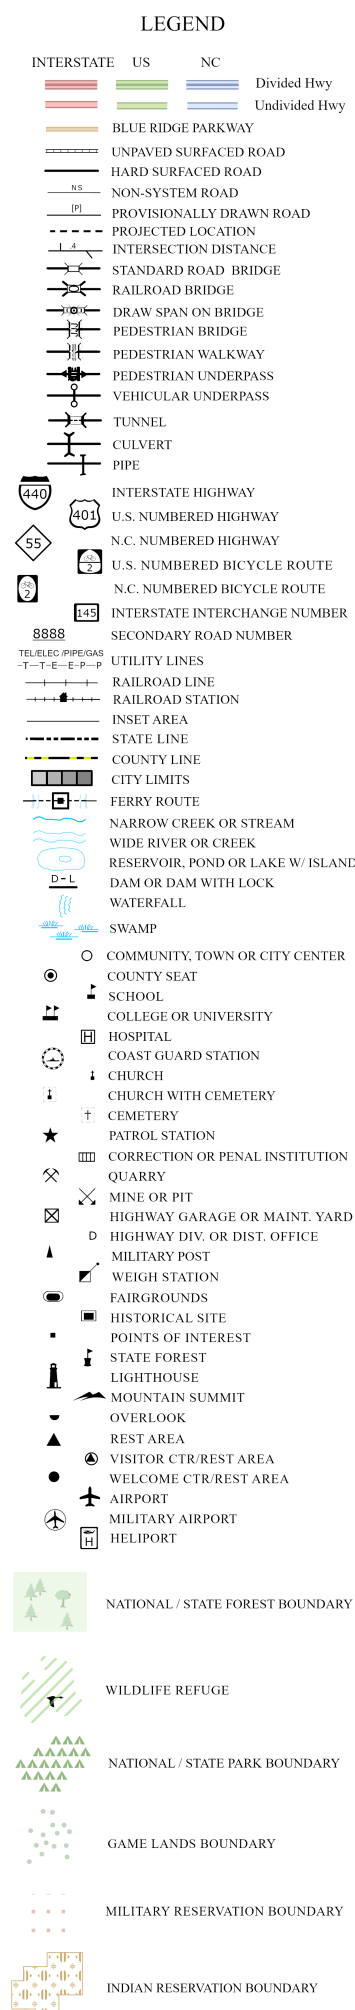 LEGEND
INTERSTATE US NC
Divided Hwy
Undivided Hwy
BLUE RIDGE PARKWAY
UNPAVED SURFACED ROAD
HARD SURFACED ROAD
NS NON-SYSTEM ROAD
[P] PROVISIONALLY DRAWN ROAD
PROJECTED LOCATION
.4 INTERSECTION DISTANCE
STANDARD ROAD BRIDGE
RAILROAD BRIDGE
DRAW SPAN ON BRIDGE
PEDESTRIAN BRIDGE
PEDESTRIAN WALKWAY
PEDESTRIAN UNDERPASS
VEHICULAR UNDERPASS
TUNNEL
CULVERT
PIPE
440 INTERSTATE HIGHWAY
401 U.S. NUMBERED HIGHWAY
55 N.C. NUMBERED HIGHWAY
2 U.S. NUMBERED BICYCLE ROUTE
2 N.C. NUMBERED BICYCLE ROUTE
145 INTERSTATE INTERCHANGE NUMBER
8888 SECONDARY ROAD NUMBER
TEL/ELEC /PIPE/GAS
–T—T—E—E—P—P UTILITY LINES
RAILROAD LINE
RAILROAD STATION
INSET AREA
STATE LINE
COUNTY LINE
CITY LIMITS
FERRY ROUTE
NARROW CREEK OR STREAM
WIDE RIVER OR CREEK
RESERVOIR, POND OR LAKE W/ ISLAND
D-L DAM OR DAM WITH LOCK
WATERFALL
SWAMP
COMMUNITY, TOWN OR CITY CENTER
COUNTY SEAT
SCHOOL
COLLEGE OR UNIVERSITY
H HOSPITAL
COAST GUARD STATION
CHURCH
CHURCH WITH CEMETERY
CEMETERY
PATROL STATION
CORRECTION OR PENAL INSTITUTION
QUARRY
MINE OR PIT
HIGHWAY GARAGE OR MAINT. YARD
D HIGHWAY DIV. OR DIST. OFFICE
MILITARY POST
WEIGH STATION
FAIRGROUNDS
HISTORICAL SITE
POINTS OF INTEREST
STATE FOREST
LIGHTHOUSE
MOUNTAIN SUMMIT
OVERLOOK
REST AREA
VISITOR CTR/REST AREA
WELCOME CTR/REST AREA
AIRPORT
MILITARY AIRPORT
H HELIPORT
NATIONAL / STATE FOREST BOUNDARY
WILDLIFE REFUGE
NATIONAL / STATE PARK BOUNDARY
GAME LANDS BOUNDARY
MILITARY RESERVATION BOUNDARY
INDIAN RESERVATION BOUNDARY